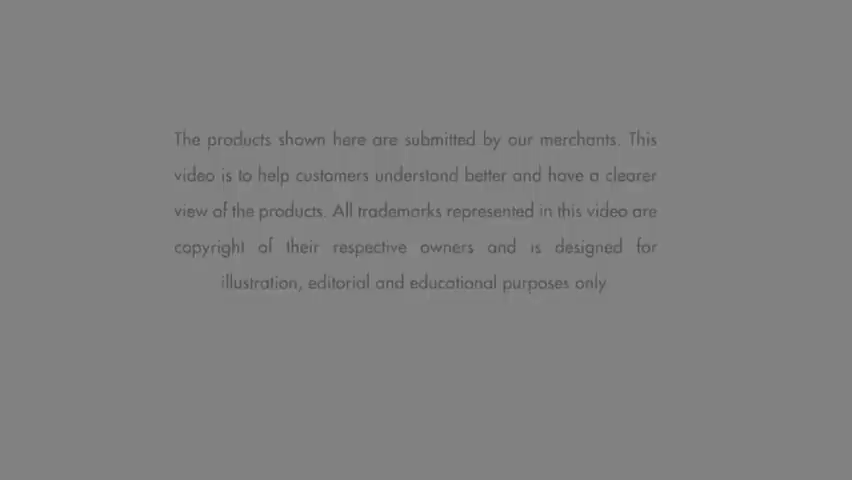 The products shown here are submitted by our merchants. This
video is to help customers understand better and have a clearer
view of the products. All trademarks represented in this video are
copyright of their respective owners and is designed for
illustration, editorial and educational purposes only